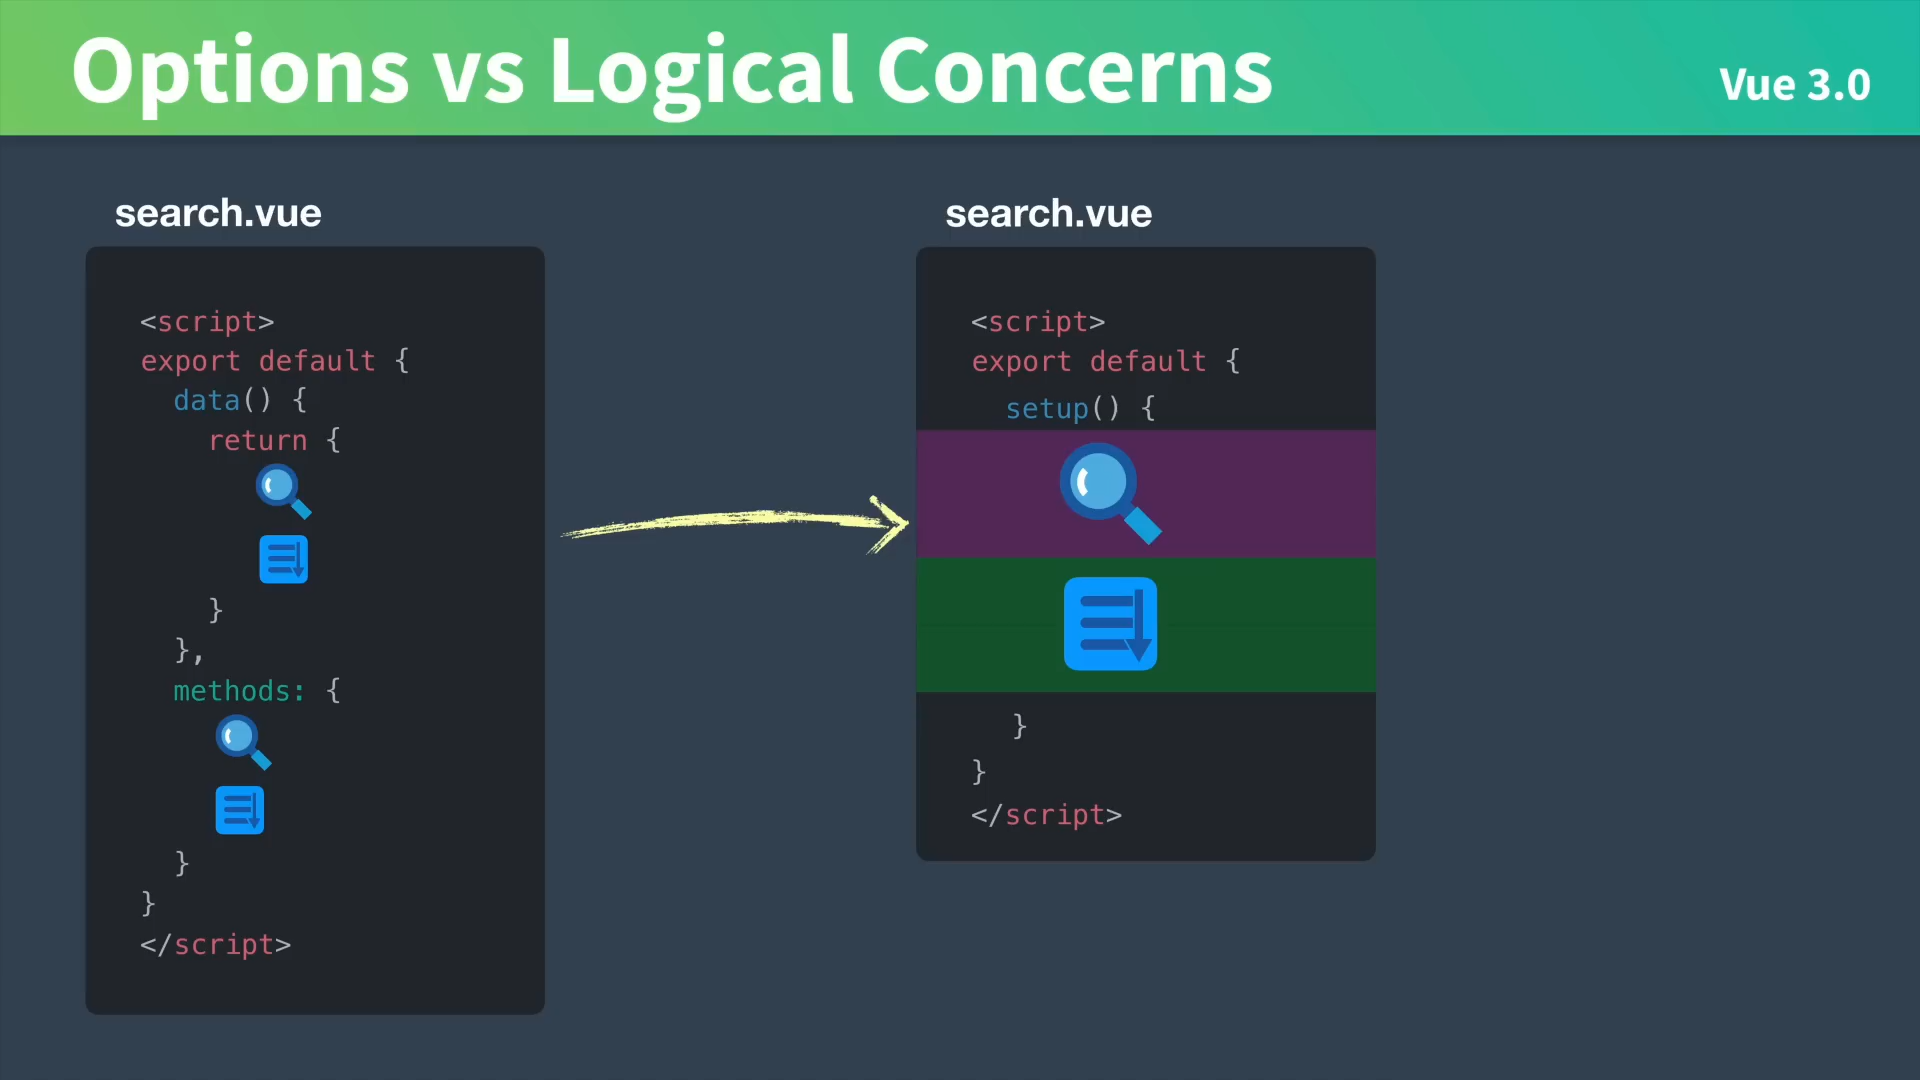 Options vs Logical Concerns
Vue 3.0
search.vue
<script>
export default {
data() {
return {
}
},
methods: {
}
}
</script>
search.vue
<script>
export default {
setup() {
}
}
</script>